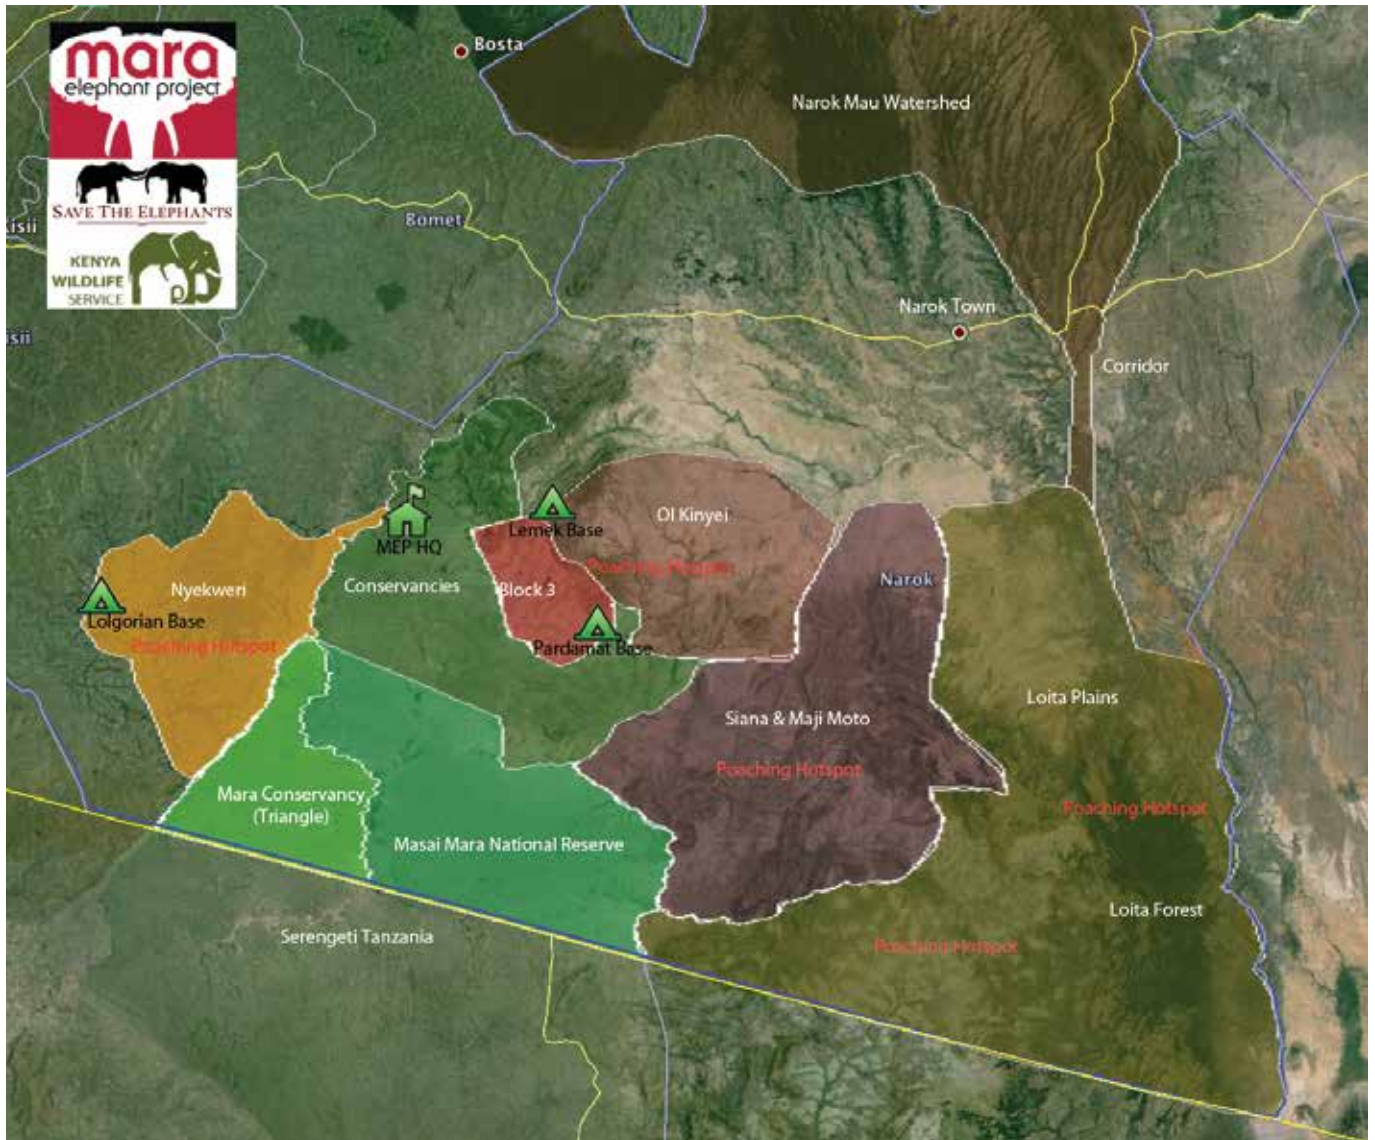 mara
elephant project
SAVE THE ELEPHANTS
KENYA
WILDLIFE
SERVICE
Bosta
Narok Mau Watershed
Bomet
Narok Town
Corridor
Ol Kinyei
Lemek Base
MEP HQ
Poaching Hotspot
Narok
Conservancies
Block 3
Nyekweri
Lolgorian Base
Poaching Hotspot
Pardamat Base
Loita Plains
Siana & Maji Moto
Poaching Hotspot
Mara Conservancy
(Triangle)
Poaching Hotspot
Masai Mara National Reserve
Loita Forest
Serengeti Tanzania
Poaching Hotspot